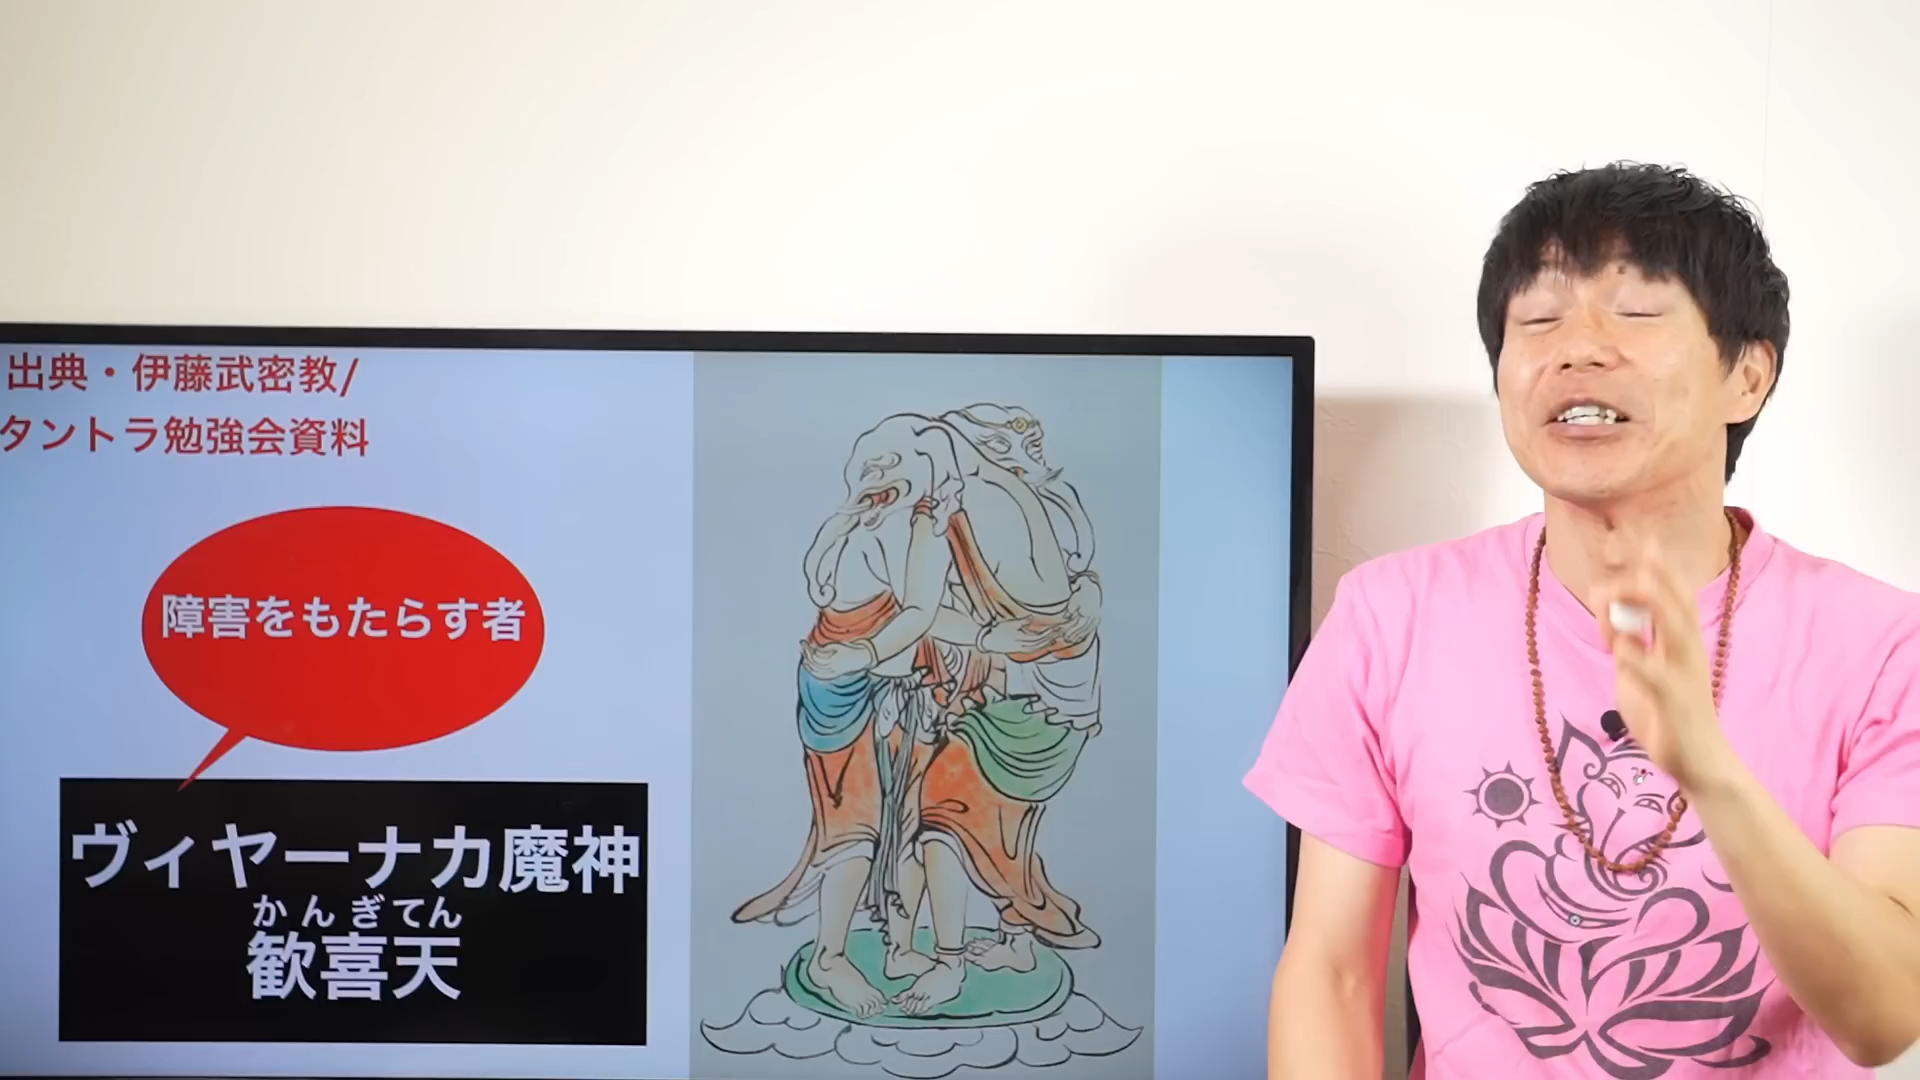 出典・伊藤武密教/
タントラ勉強会資料
障害をもたらす者
ヴィヤーナカ魔神
かんぎてん
歓喜天